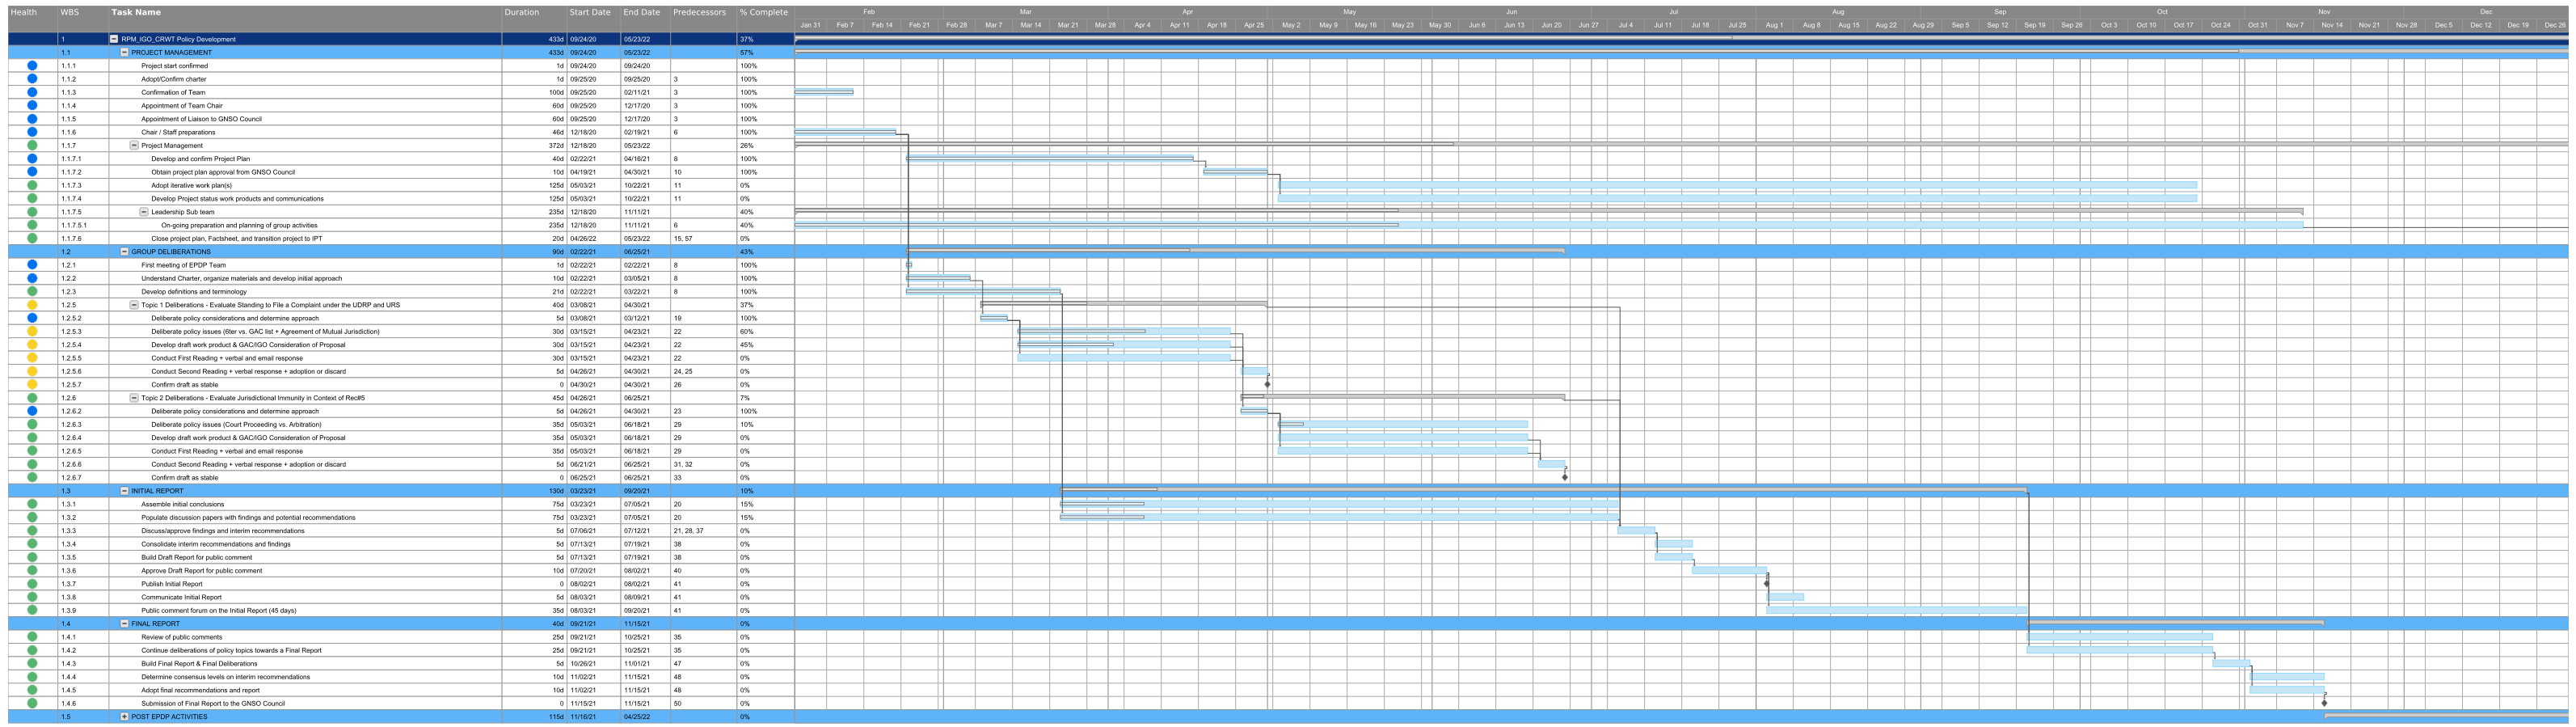 Health WBS Task Name Duration Start Date End Date Predecessors % Complete Feb Mar Apr May Jun Jul Aug Sep Oct Nov Dec
Jan 31 Feb 7 Feb 14 Feb 21 Feb 28 Mar 7 Mar 14 Mar 21 Mar 28 Apr 4 Apr 11 Apr 18 Apr 25 May 2 May 9 May 16 May 23 May 30 Jun 6 Jun 13 Jun 20 Jun 27 Jul 4 Jul 11 Jul 18 Jul 25 Aug 1 Aug 8 Aug 15 Aug 22 Aug 29 Sep 5 Sep 12 Sep 19 Sep 26 Oct 3 Oct 10 Oct 17 Oct 24 Oct 31 Nov 7 Nov 14 Nov 21 Nov 28 Dec 5 Dec 12 Dec 19 Dec 26
1 RPM_IGO_CRWT Policy Development 433d 09/24/20 05/23/22 37%
1.1 PROJECT MANAGEMENT 433d 09/24/20 05/23/22 57%
1.1.1 Project start confirmed 1d 09/24/20 09/24/20 100%
1.1.2 Adopt/Confirm charter 1d 09/25/20 09/25/20 3 100%
1.1.3 Confirmation of Team 100d 09/25/20 02/11/21 3 100%
1.1.4 Appointment of Team Chair 60d 09/25/20 12/17/20 3 100%
1.1.5 Appointment of Liaison to GNSO Council 60d 09/25/20 12/17/20 3 100%
1.1.6 Chair / Staff preparations 46d 12/18/20 02/19/21 6 100%
1.1.7 Project Management 372d 12/18/20 05/23/22 26%
1.1.7.1 Develop and confirm Project Plan 40d 02/22/21 04/16/21 8 100%
1.1.7.2 Obtain project plan approval from GNSO Council 10d 04/19/21 04/30/21 10 100%
1.1.7.3 Adopt iterative work plan(s) 125d 05/03/21 10/22/21 11 0%
1.1.7.4 Develop Project status work products and communications 125d 05/03/21 10/22/21 11 0%
1.1.7.5 Leadership Sub team 235d 12/18/20 11/11/21 40%
1.1.7.5.1 On-going preparation and planning of group activities 235d 12/18/20 11/11/21 6 40%
1.1.7.6 Close project plan, Factsheet, and transition project to IPT 20d 04/26/22 05/23/22 15, 57 0%
1.2 GROUP DELIBERATIONS 90d 02/22/21 06/25/21 43%
1.2.1 First meeting of EPDP Team 1d 02/22/21 02/22/21 8 100%
1.2.2 Understand Charter, organize materials and develop initial approach 10d 02/22/21 03/05/21 8 100%
1.2.3 Develop definitions and terminology 21d 02/22/21 03/22/21 8 100%
1.2.5 Topic 1 Deliberations - Evaluate Standing to File a Complaint under the UDRP and URS 40d 03/08/21 04/30/21 37%
1.2.5.2 Deliberate policy considerations and determine approach 5d 03/08/21 03/12/21 19 100%
1.2.5.3 Deliberate policy issues (6ter vs. GAC list + Agreement of Mutual Jurisdiction) 30d 03/15/21 04/23/21 22 60%
1.2.5.4 Develop draft work product & GAC/IGO Consideration of Proposal 30d 03/15/21 04/23/21 22 45%
1.2.5.5 Conduct First Reading + verbal and email response 30d 03/15/21 04/23/21 22 0%
1.2.5.6 Conduct Second Reading + verbal response + adoption or discard 5d 04/26/21 04/30/21 24, 25 0%
1.2.5.7 Confirm draft as stable 0 04/30/21 04/30/21 26 0%
1.2.6 Topic 2 Deliberations - Evaluate Jurisdictional Immunity in Context of Rec#5 45d 04/26/21 06/25/21 7%
1.2.6.2 Deliberate policy considerations and determine approach 5d 04/26/21 04/30/21 23 100%
1.2.6.3 Deliberate policy issues (Court Proceeding vs. Arbitration) 35d 05/03/21 06/18/21 29 10%
1.2.6.4 Develop draft work product & GAC/IGO Consideration of Proposal 35d 05/03/21 06/18/21 29 0%
1.2.6.5 Conduct First Reading + verbal and email response 35d 05/03/21 06/18/21 29 0%
1.2.6.6 Conduct Second Reading + verbal response + adoption or discard 5d 06/21/21 06/25/21 31, 32 0%
1.2.6.7 Confirm draft as stable 0 06/25/21 06/25/21 33 0%
1.3 INITIAL REPORT 130d 03/23/21 09/20/21 10%
1.3.1 Assemble initial conclusions 75d 03/23/21 07/05/21 20 15%
1.3.2 Populate discussion papers with findings and potential recommendations 75d 03/23/21 07/05/21 20 15%
1.3.3 Discuss/approve findings and interim recommendations 5d 07/06/21 07/12/21 21, 28, 37 0%
1.3.4 Consolidate interim recommendations and findings 5d 07/13/21 07/19/21 38 0%
1.3.5 Build Draft Report for public comment 5d 07/13/21 07/19/21 38 0%
1.3.6 Approve Draft Report for public comment 10d 07/20/21 08/02/21 40 0%
1.3.7 Publish Initial Report 0 08/02/21 08/02/21 41 0%
1.3.8 Communicate Initial Report 5d 08/03/21 08/09/21 41 0%
1.3.9 Public comment forum on the Initial Report (45 days) 35d 08/03/21 09/20/21 41 0%
1.4 FINAL REPORT 40d 09/21/21 11/15/21 0%
1.4.1 Review of public comments 25d 09/21/21 10/25/21 35 0%
1.4.2 Continue deliberations of policy topics towards a Final Report 25d 09/21/21 10/25/21 35 0%
1.4.3 Build Final Report & Final Deliberations 5d 10/26/21 11/01/21 47 0%
1.4.4 Determine consensus levels on interim recommendations 10d 11/02/21 11/15/21 48 0%
1.4.5 Adopt final recommendations and report 10d 11/02/21 11/15/21 48 0%
1.4.6 Submission of Final Report to the GNSO Council 0 11/15/21 11/15/21 50 0%
1.5 POST EPDP ACTIVITIES 115d 11/16/21 04/25/22 0%